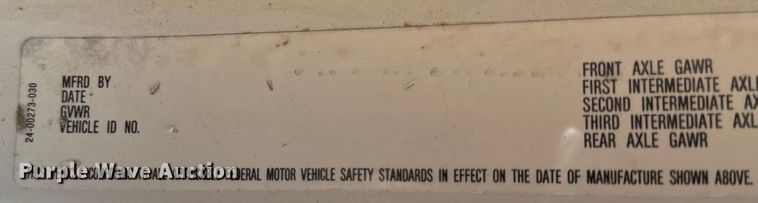 24-00273-030
MFRD BY
DATE
GVWR
VEHICLE ID NO.
FRONT AXLE GAWR
FIRST INTERMEDIATE AXL
SECOND INTERMEDIATE AX
THIRD INTERMEDIATE AXL
REAR AXLE GAWR
Purple Wave Auction
MOTOR VEHICLE SAFETY STANDARDS IN EFFECT ON THE DATE OF MANUFACTURE SHOWN ABOVE.